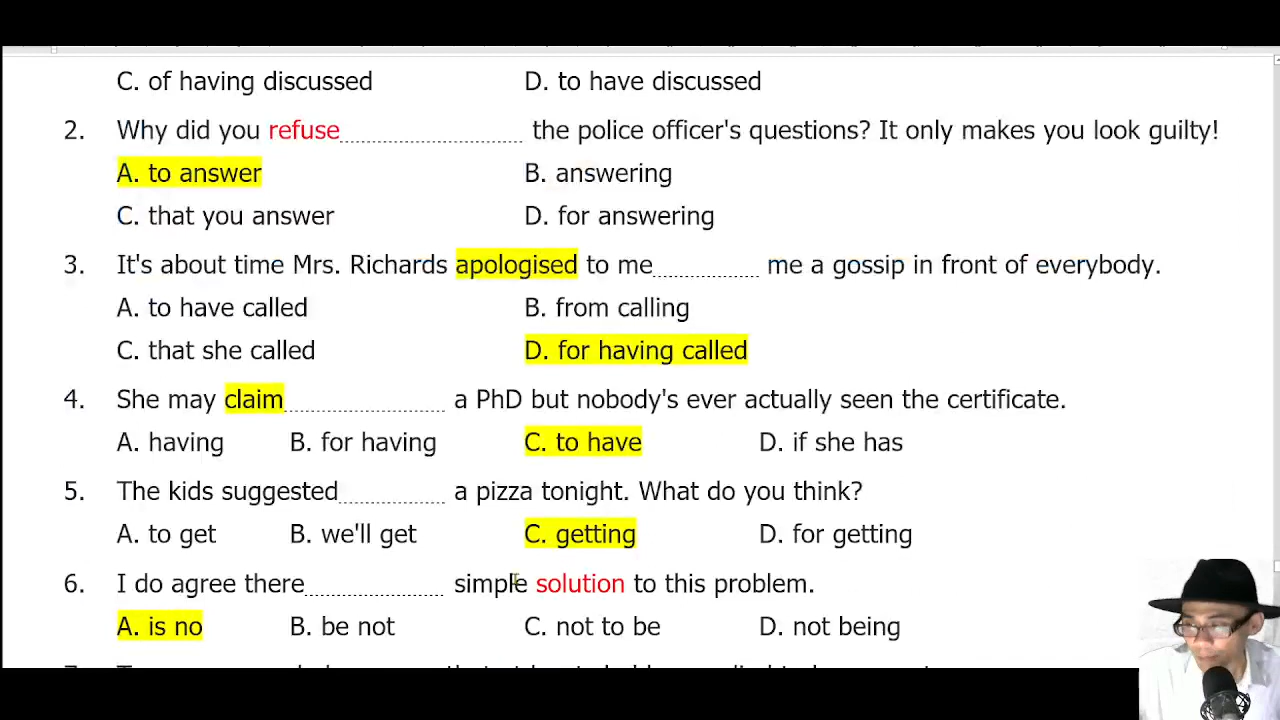 C. of having discussed D. to have discussed
2. Why did you refuse.............................. the police officer's questions? It only makes you look guilty!
A. to answer B. answering
C. that you answer D. for answering
3. It's about time Mrs. Richards apologised to me.................. me a gossip in front of everybody.
A. to have called B. from calling
C. that she called D. for having called
4. She may claim.......................... a PhD but nobody's ever actually seen the certificate.
A. having B. for having C. to have D. if she has
5. The kids suggested................. a pizza tonight. What do you think?
A. to get B. we'll get C. getting D. for getting
6. I do agree there...................... simple solution to this problem.
A. is no B. be not C. not to be D. not being